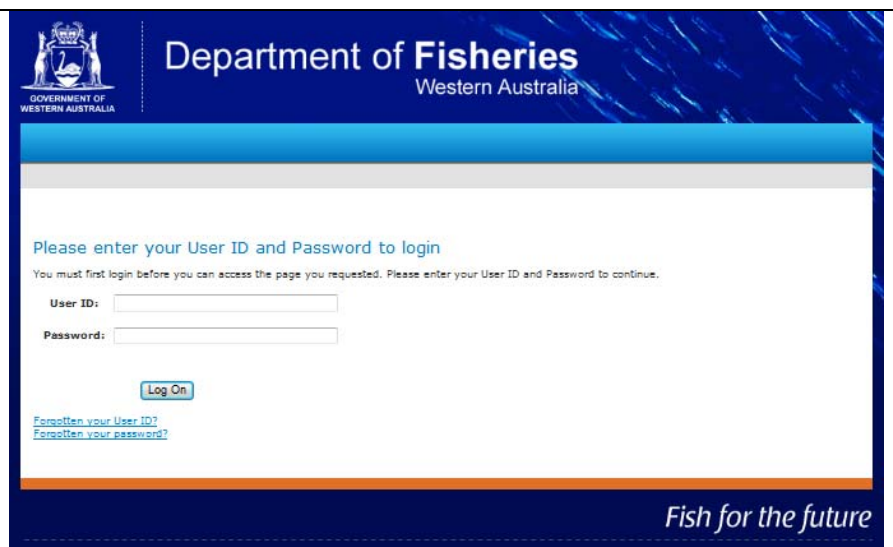 GOVERNMENT OF
WESTERN AUSTRALIA
Department of Fisheries
Western Australia
Please enter your User ID and Password to login
You must first login before you can access the page you requested. Please enter your User ID and Password to continue.
User ID:
Password:
Log On
Forgotten your User ID?
Forgotten your password?
Fish for the future